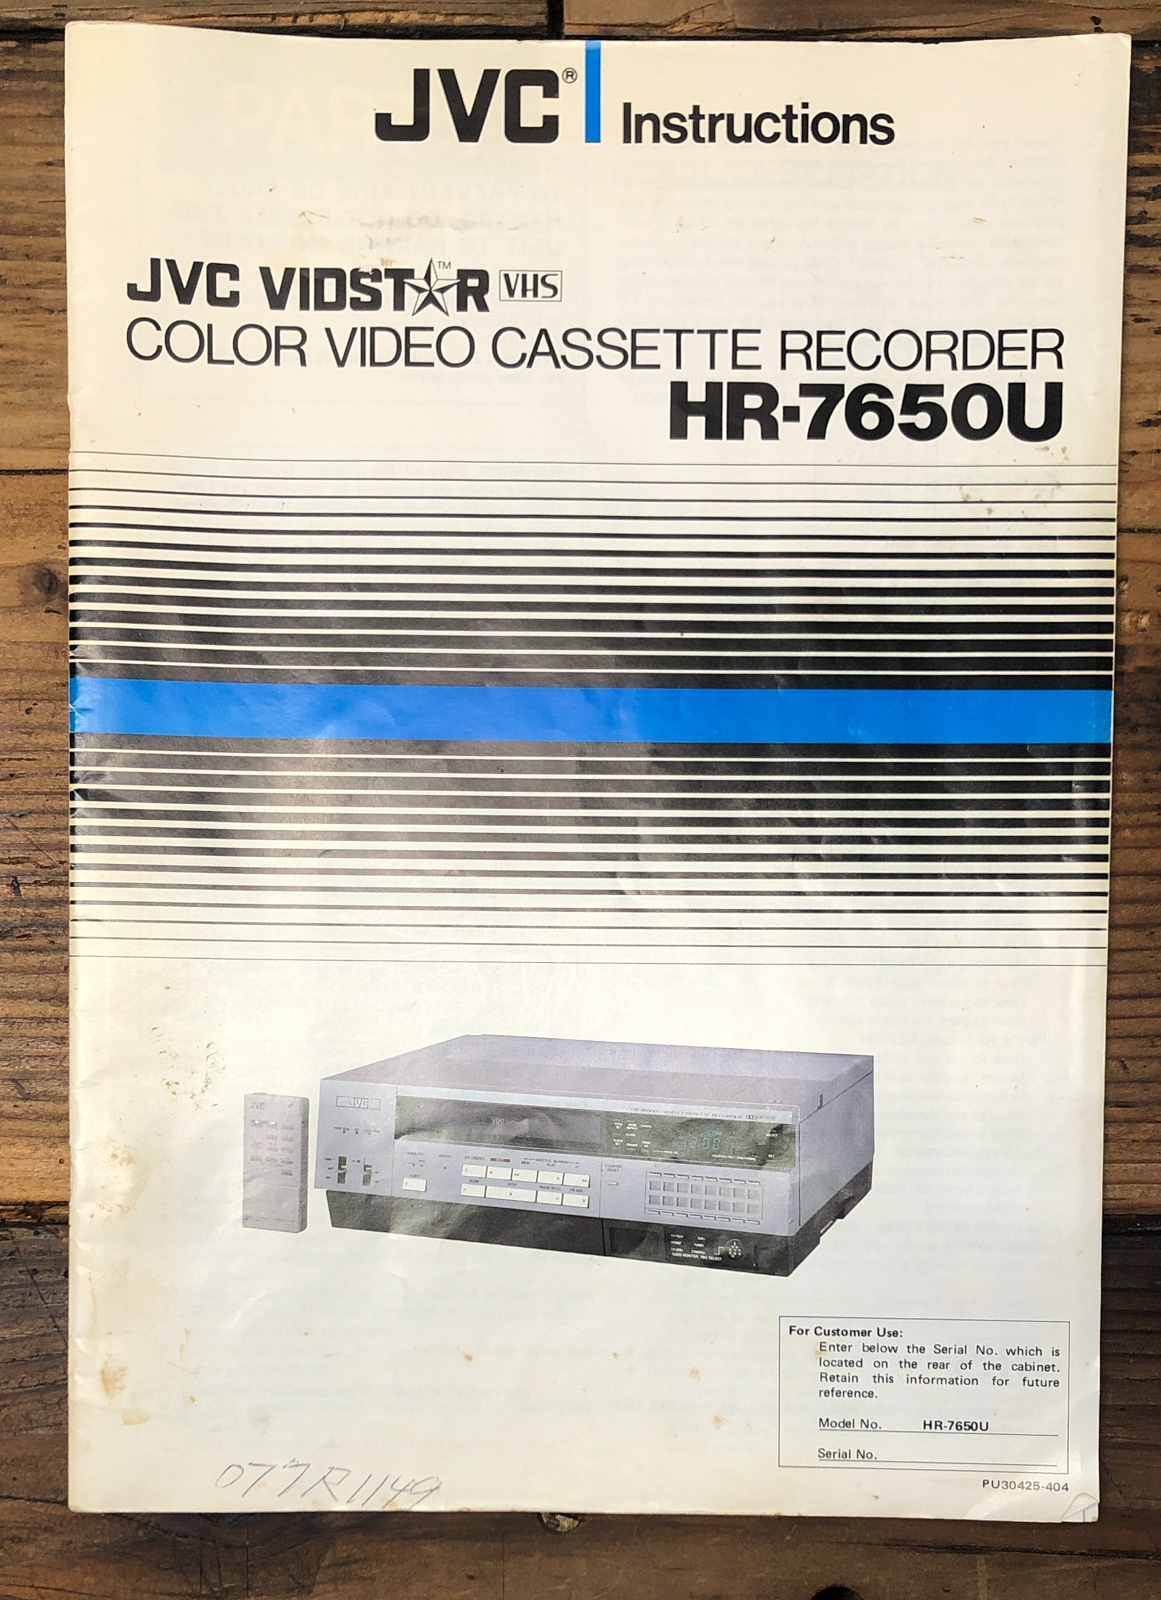 JVC® Instructions
JVC VIDSTAR™ VHS
COLOR VIDEO CASSETTE RECORDER
HR-7650U
JVC
JVC
VHS
For Customer Use:
Enter below the Serial No. which is
located on the rear of the cabinet.
Retain this information for future
reference.
Model No. HR-7650U
Serial No.
PU30425-404
077R1149